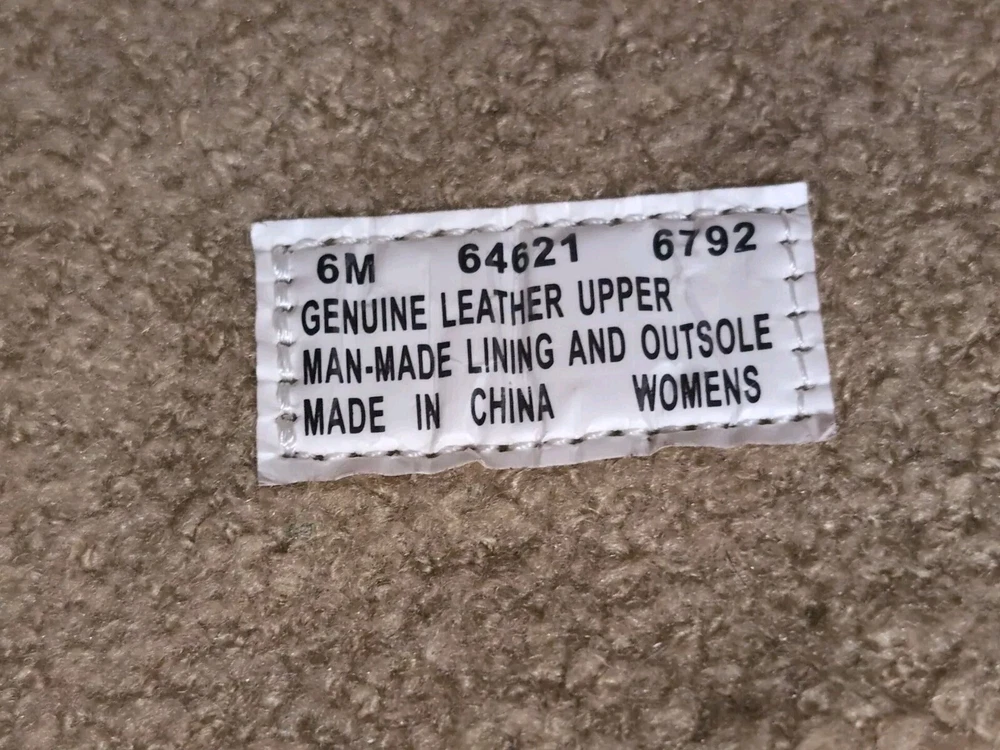 6M 64621 6792
GENUINE LEATHER UPPER
MAN-MADE LINING AND OUTSOLE
MADE IN CHINA WOMENS